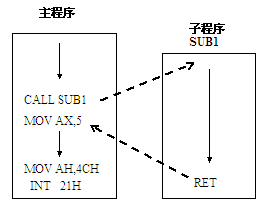 主程序
子程序
SUB1
CALL SUB1
MOV AX,5
MOV AH,4CH
INT 21H
RET